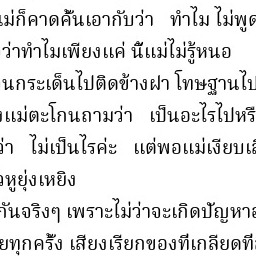 แม่ก็คาดคั้นเอากับว่า ทำไม ไม่พูด
ว่าทำไมเพียงแค่ นี้แม่ไม่รู้หนอ
นกระเด็นไปติดข้างฝา โทษฐานไป
แม่ตะโกนถามว่า เป็นอะไรไปหรื
ว่า ไม่เป็นไรค่ะ แต่พอแม่เงียบเสี
หูยุ่งเหยิง
กันจริงๆ เพราะไม่ว่าจะเกิดปัญหาอ
ยทุกครั้ง เสียงเรียกของที่เกลียดที่